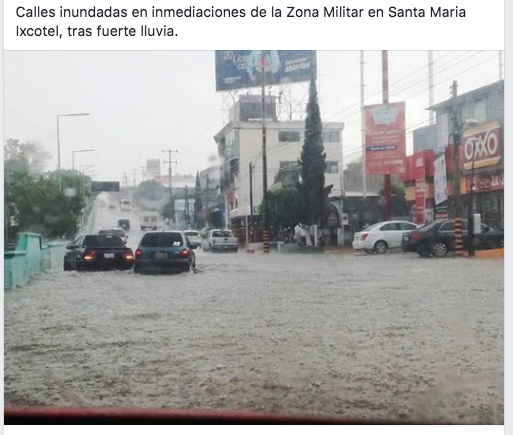 Calles inundadas en inmediaciones de la Zona Militar en Santa Maria
Ixcotel, tras fuerte lluvia.
OXXO